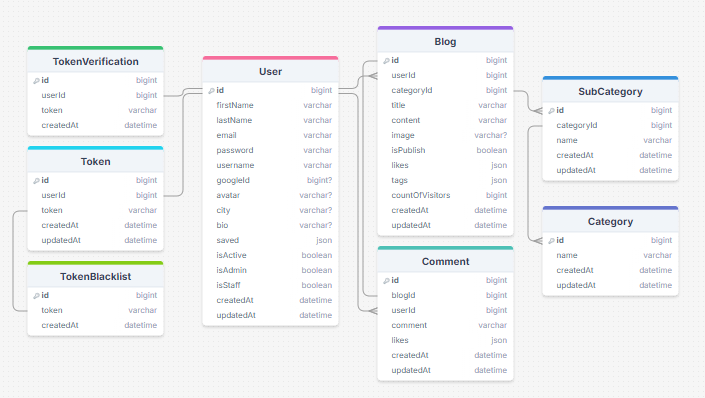 TokenVerification
id bigint
userId bigint
token varchar
createdAt datetime
Token
id bigint
userId bigint
token varchar
createdAt datetime
updatedAt datetime
TokenBlacklist
id bigint
token varchar
createdAt datetime
User
id bigint
firstName varchar
lastName varchar
email varchar
password varchar
username varchar
googleId bigint?
avatar varchar?
city varchar?
bio varchar?
saved json
isActive boolean
isAdmin boolean
isStaff boolean
createdAt datetime
updatedAt datetime
Blog
id bigint
userId bigint
categoryId bigint
title varchar
content varchar
image varchar?
isPublish boolean
likes json
tags json
countOfVisitors bigint
createdAt datetime
updatedAt datetime
Comment
id bigint
blogId bigint
userId bigint
comment varchar
likes json
createdAt datetime
updatedAt datetime
SubCategory
id bigint
categoryId bigint
name varchar
createdAt datetime
updatedAt datetime
Category
id bigint
name varchar
createdAt datetime
updatedAt datetime